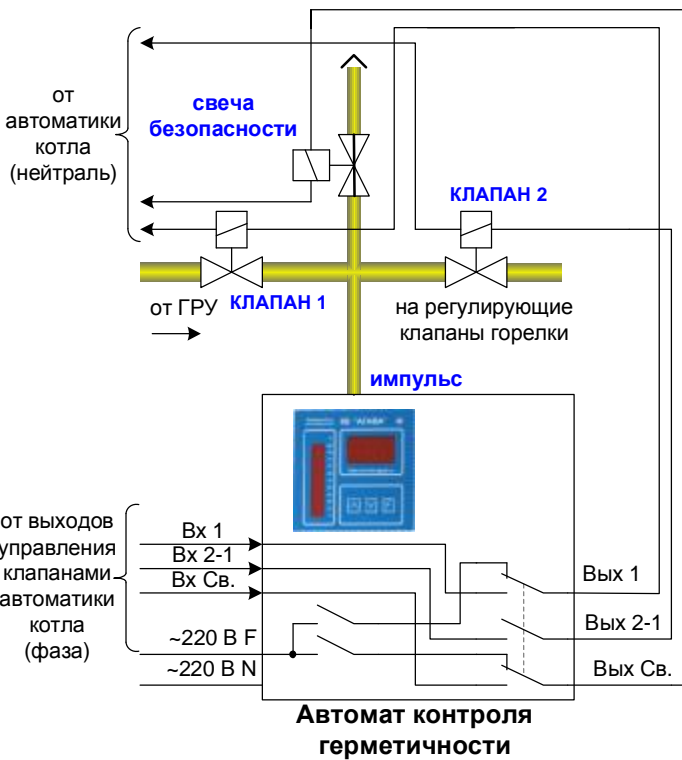 от
автоматики
котла
(нейтраль)
свеча
безопасности
КЛАПАН 2
от ГРУ
КЛАПАН 1
на регулирующие
клапаны горелки
импульс
от выходов
управления
клапанами
автоматики
котла
(фаза)
Вх 1
Вх 2-1
Вх Св.
~220 В F
~220 В N
Вых 1
Вых 2-1
Вых Св.
Автомат контроля
герметичности